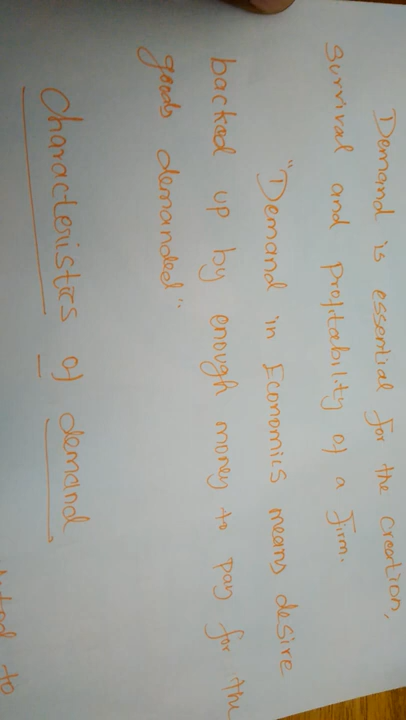 Demand is essential for the creation,
survival and profitability of a firm.
"Demand in Economics means desire
backed up by enough money to pay for the
goods demanded".
Characteristics of demand
to